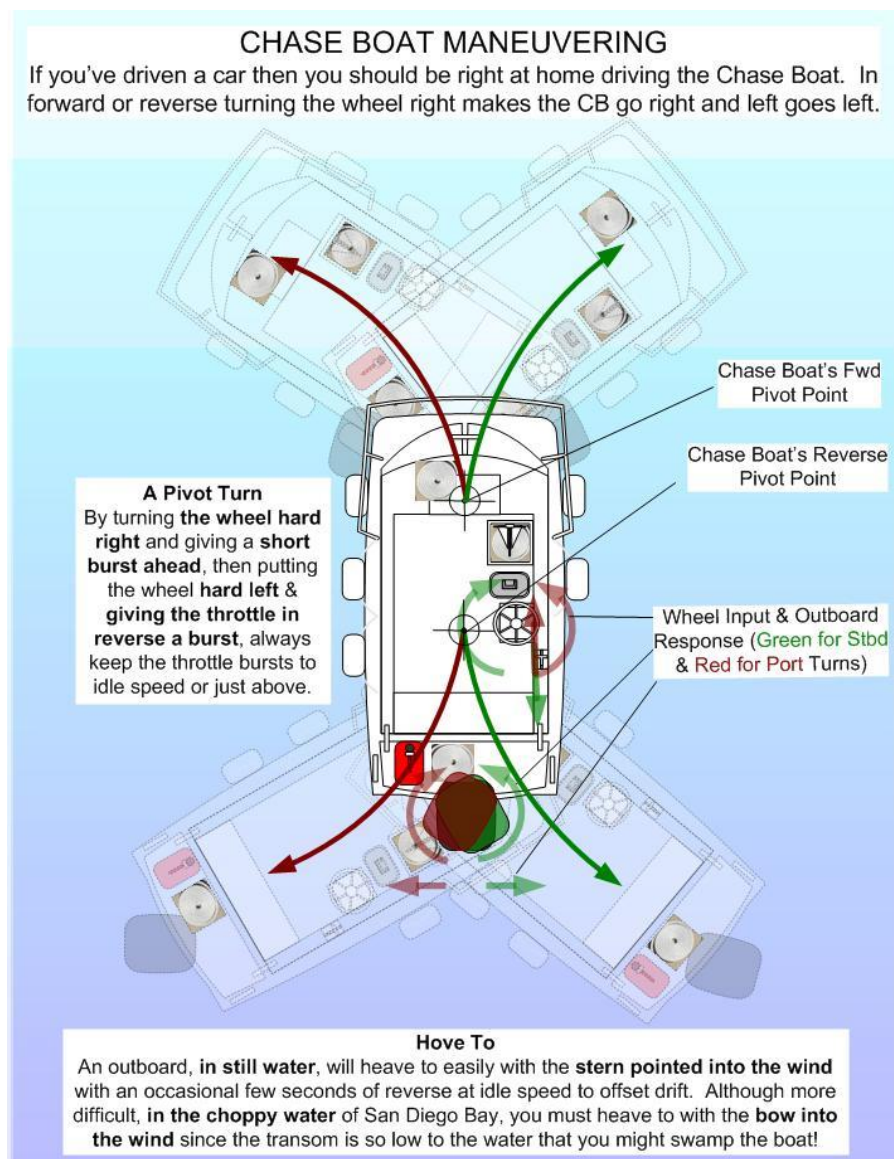 CHASE BOAT MANEUVERING
If you've driven a car then you should be right at home driving the Chase Boat.  In
forward or reverse turning the wheel right makes the CB go right and left goes left.
Chase Boat's Fwd
Pivot Point
Chase Boat's Reverse
Pivot Point
A Pivot Turn
By turning the wheel hard
right and giving a short
burst ahead, then putting
the wheel hard left &
giving the throttle in
reverse a burst, always
keep the throttle bursts to
idle speed or just above.
Wheel Input & Outboard
Response (Green for Stbd
& Red for Port Turns)
Hove To
An outboard, in still water, will heave to easily with the stern pointed into the wind
with an occasional few seconds of reverse at idle speed to offset drift.  Although more
difficult, in the choppy water of San Diego Bay, you must heave to with the bow into
the wind since the transom is so low to the water that you might swamp the boat!